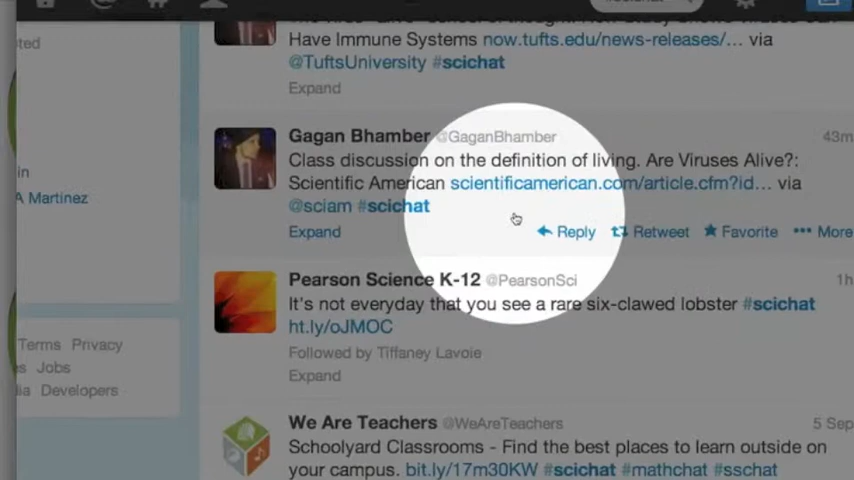 Have Immune Systems now.tufts.edu/news-releases/… via
@TuftsUniversity #scichat
Expand
Gagan Bhamber @GaganBhamber 43m
Class discussion on the definition of living. Are Viruses Alive?:
Scientific American scientificamerican.com/article.cfm?id… via
@sciam #scichat
Expand Reply Retweet Favorite More
Pearson Science K-12 @PearsonSci 1h
It's not everyday that you see a rare six-clawed lobster #scichat
ht.ly/oJMOC
Followed by Tiffaney Lavoie
Expand
We Are Teachers @WeAreTeachers 5 Sep
Schoolyard Classrooms - Find the best places to learn outside on
your campus. bit.ly/17m30KW #scichat #mathchat #sschat
A Martinez
Terms Privacy
Jobs
Developers